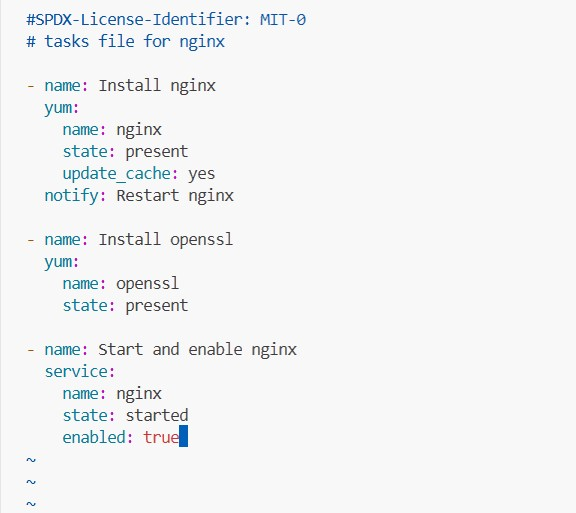 #SPDX-License-Identifier: MIT-0
# tasks file for nginx

- name: Install nginx
  yum:
    name: nginx
    state: present
    update_cache: yes
  notify: Restart nginx

- name: Install openssl
  yum:
    name: openssl
    state: present

- name: Start and enable nginx
  service:
    name: nginx
    state: started
    enabled: true
~
~
~